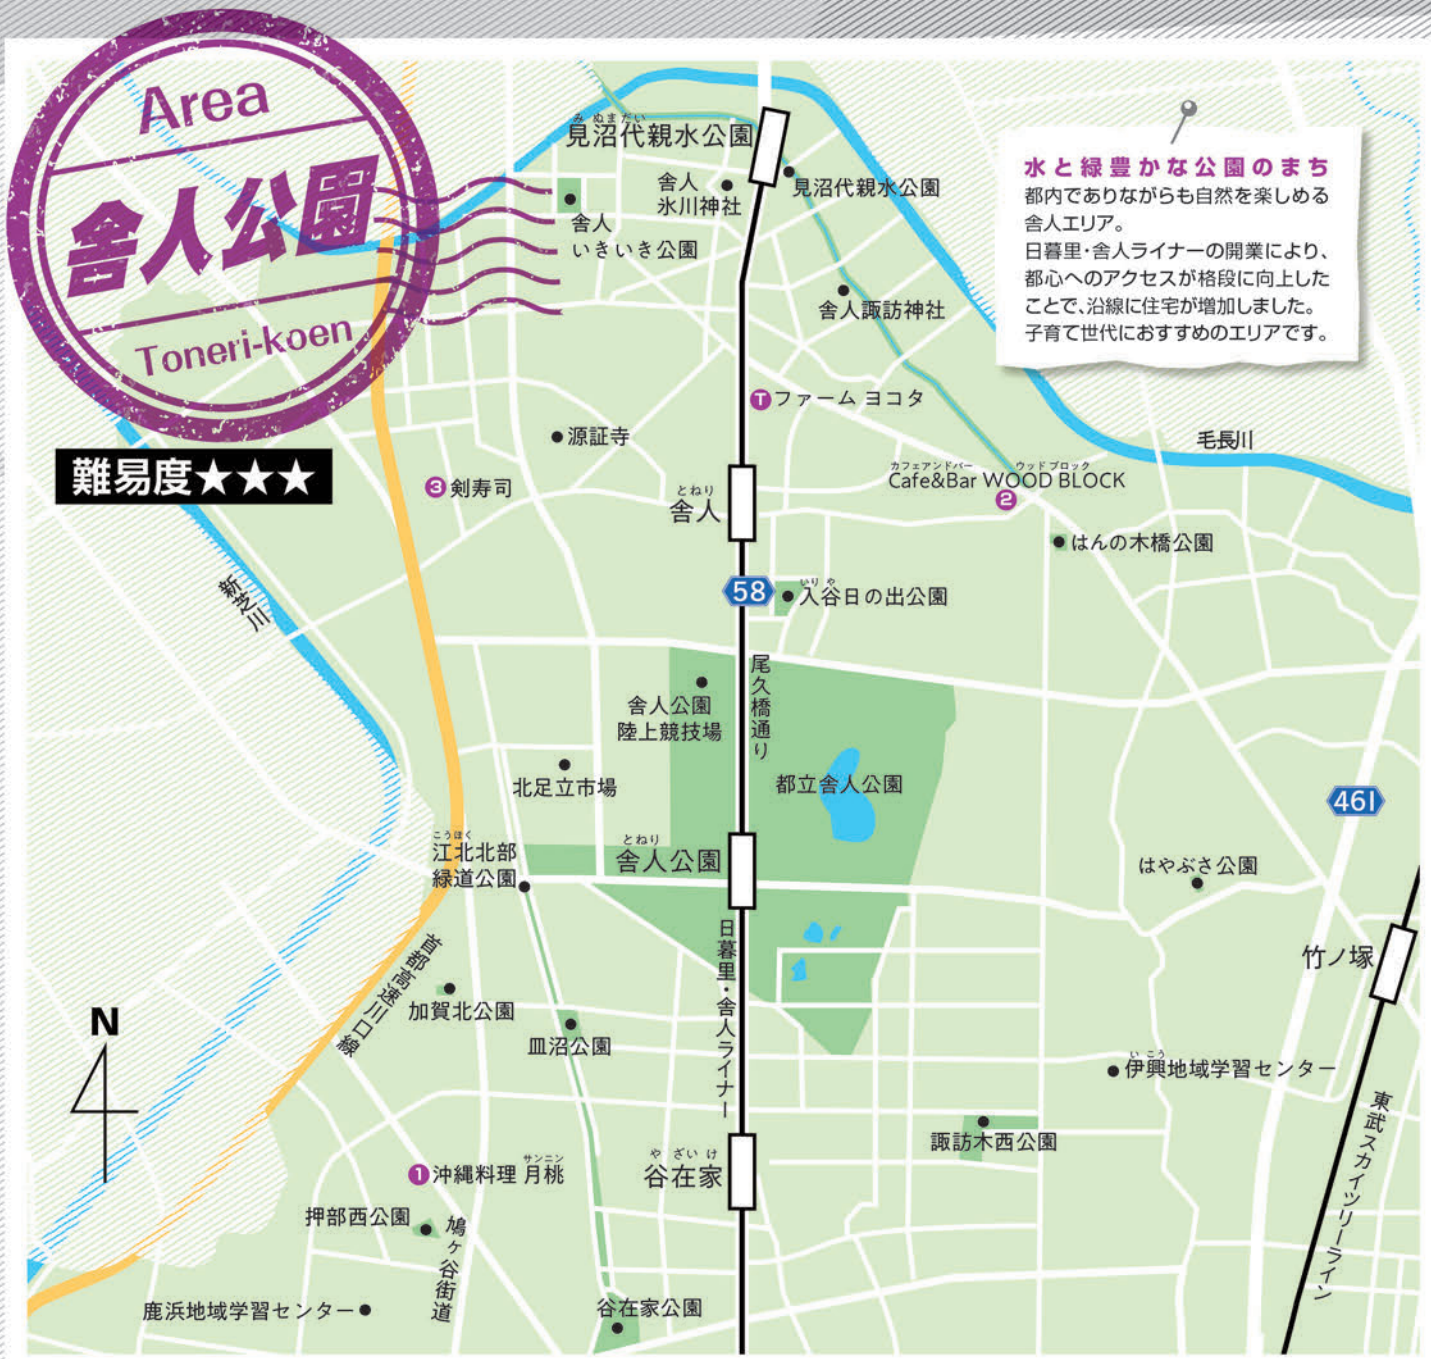 Area
舎人公園
Toneri-koen
難易度★★★
水と緑豊かな公園のまち
都内でありながらも自然を楽しめる
舎人エリア。
日暮里・舎人ライナーの開業により、
都心へのアクセスが格段に向上した
ことで、沿線に住宅が増加しました。
子育て世代におすすめのエリアです。
み ぬまだい
見沼代親水公園
舎人
氷川神社
見沼代親水公園
舎人
いきいき公園
舎人諏訪神社
T ファーム ヨコタ
源証寺
毛長川
カフェアンドバー ウッド ブロック
Cafe&Bar WOOD BLOCK
2
3 剣寿司
とねり
舎人
はんの木橋公園
新芝川
58
いり や
入谷日の出公園
尾久橋通り
舎人公園
陸上競技場
北足立市場
都立舎人公園
461
こうほく
江北北部
緑道公園
とねり
舎人公園
はやぶさ公園
日暮里・舎人ライナー
首都高速川口線
竹ノ塚
加賀北公園
皿沼公園
N
い こう
伊興地域学習センター
東武スカイツリーライン
諏訪木西公園
サンニン
1 沖縄料理 月桃
や ざい け
谷在家
押部西公園
鳩ヶ谷街道
鹿浜地域学習センター
谷在家公園